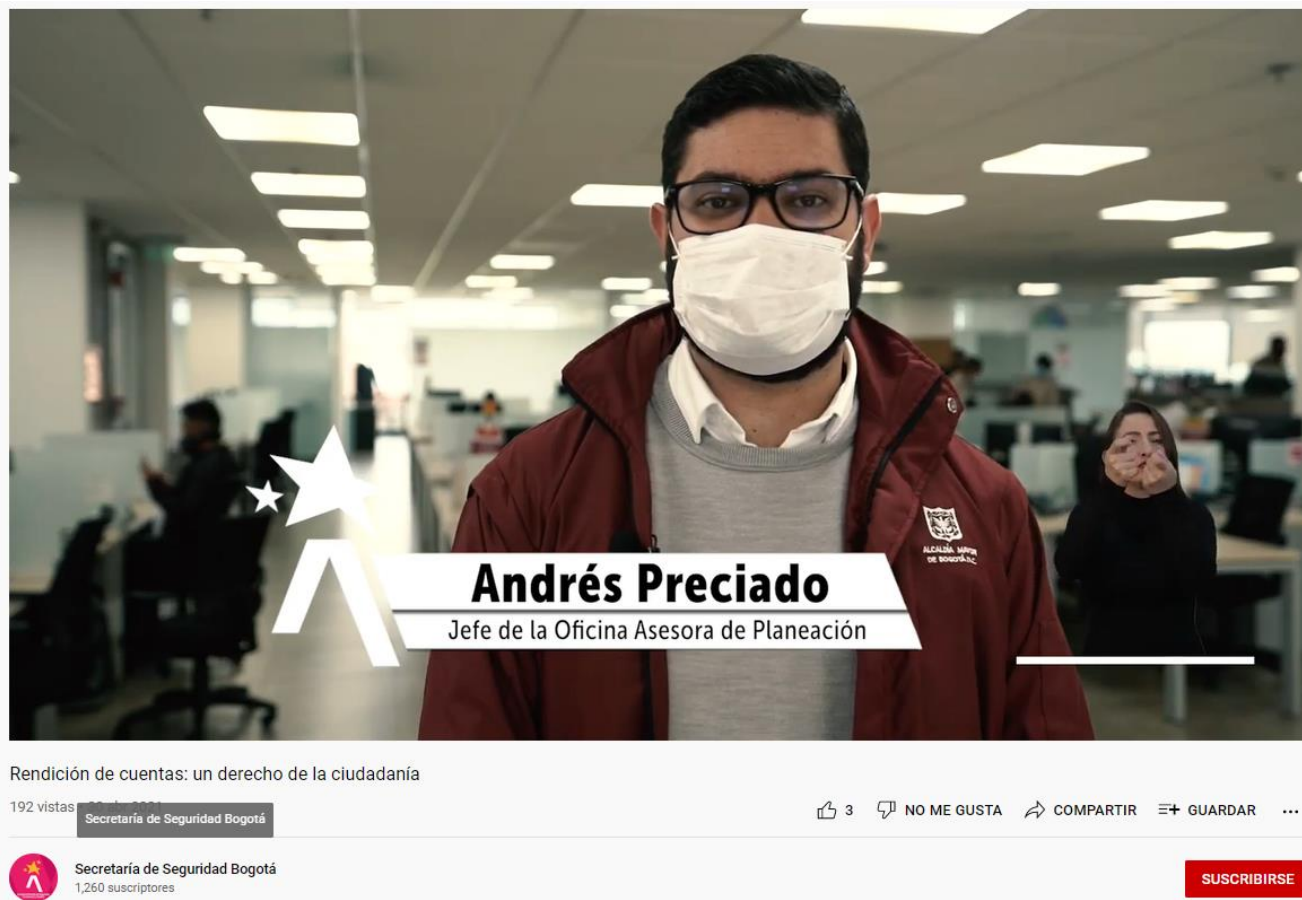 ALCALDÍA MAYOR
DE BOGOTÁ D.C.
Andrés Preciado
Jefe de la Oficina Asesora de Planeación
Rendición de cuentas: un derecho de la ciudadanía
192 vistas
3 NO ME GUSTA COMPARTIR GUARDAR
Secretaría de Seguridad Bogotá
Secretaría de Seguridad Bogotá
1,260 suscriptores
SUSCRIBIRSE